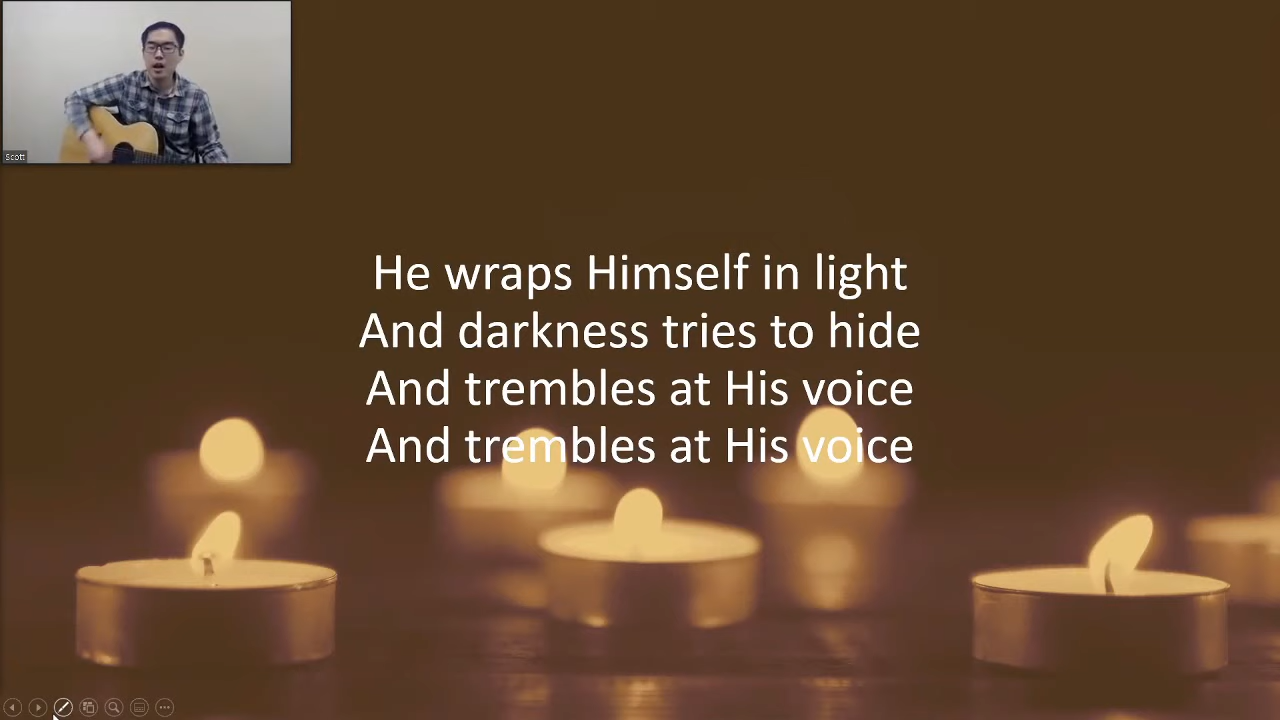 Scott
He wraps Himself in light
And darkness tries to hide
And trembles at His voice
And trembles at His voice